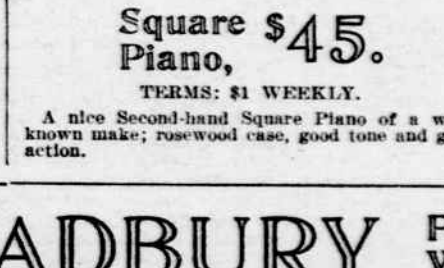 Square $45.
Piano,
TERMS: $1 WEEKLY.
A nice Second-hand Square Piano of a w
known make; rosewood case, good tone and g
action.
ADBURY